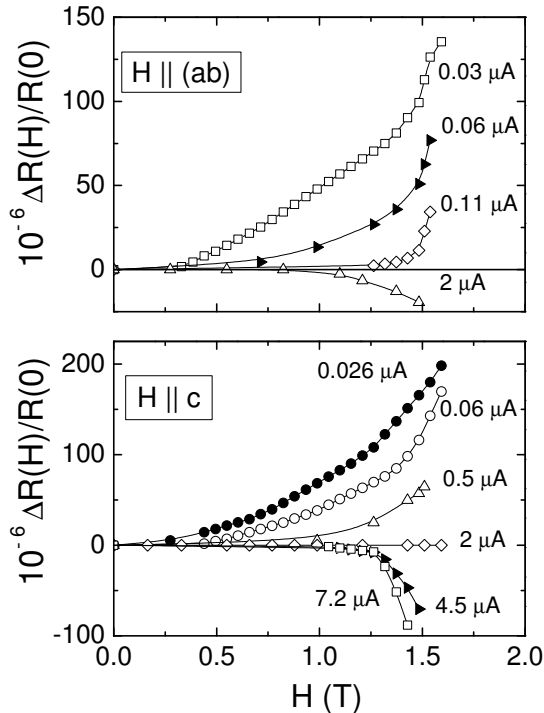 150
H || (ab)
0.03 μA
100
0.06 μA
50
0.11 μA
0
2 μA
10⁻⁶ ΔR(H)/R(0)
200
0.026 μA
H || c
0.06 μA
100
0.5 μA
0
2 μA
7.2 μA
4.5 μA
-100
10⁻⁶ ΔR(H)/R(0)
0.0 0.5 1.0 1.5 2.0
H (T)